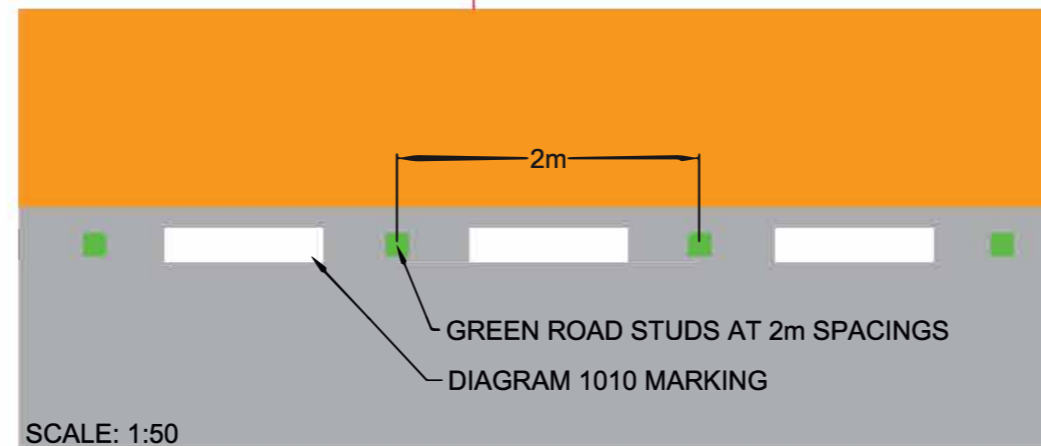 2m
GREEN ROAD STUDS AT 2m SPACINGS
DIAGRAM 1010 MARKING
SCALE: 1:50